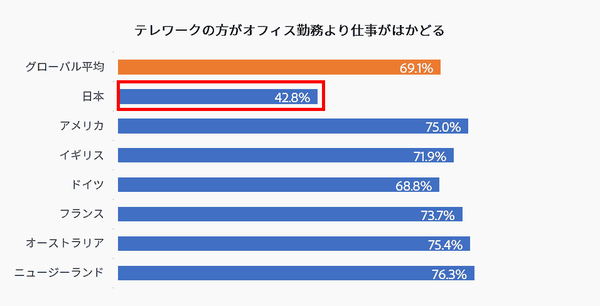 テレワークの方がオフィス勤務より仕事がはかどる
グローバル平均 69.1%
日本 42.8%
アメリカ 75.0%
イギリス 71.9%
ドイツ 68.8%
フランス 73.7%
オーストラリア 75.4%
ニュージーランド 76.3%